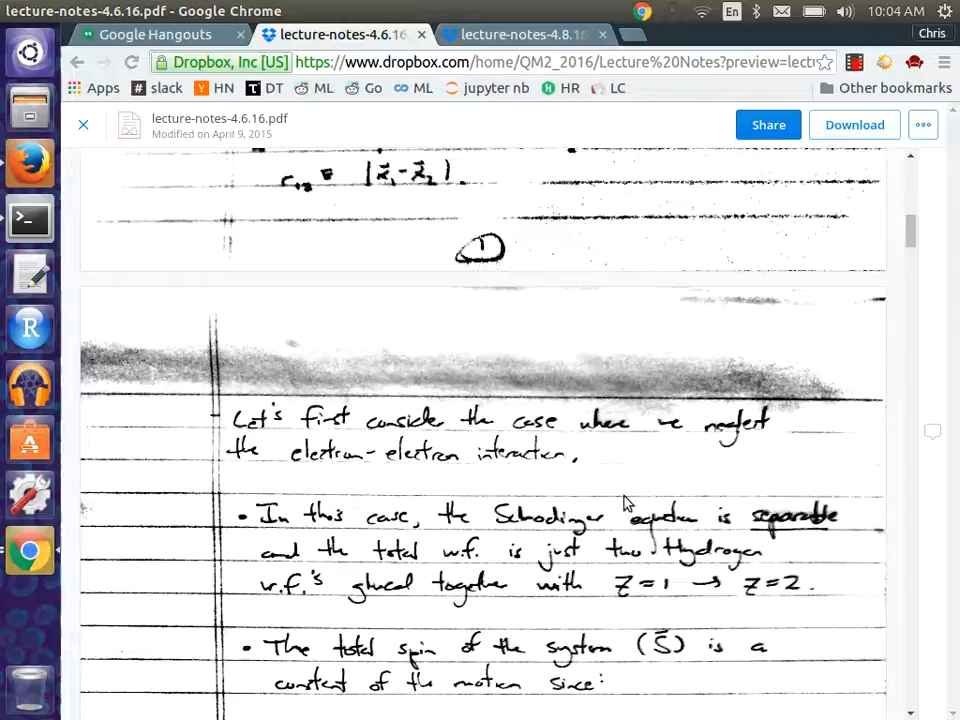 lecture-notes-4.6.16.pdf - Google Chrome
En
10:04 AM
Google Hangouts
lecture-notes-4.6.16
lecture-notes-4.8.16
Chris
Dropbox, Inc [US]
https://www.dropbox.com/home/QM2_2016/Lecture%20Notes?preview=lectu
Apps
slack
HN
DT
ML
Go
ML
jupyter nb
HR
LC
Other bookmarks
lecture-notes-4.6.16.pdf
Modified on April 9, 2015
Share
Download
r₁₂ ≡ |x⃗₁-x⃗₂|.
1
Let's first consider the case where we neglect
the electron-electron interaction.
• In this case, the Schrodinger equation is separable
and the total w.f. is just two Hydrogen
w.f.'s glued together with Z=1 → Z=2.
• The total spin of the system (S⃗) is a
constant of the motion since: